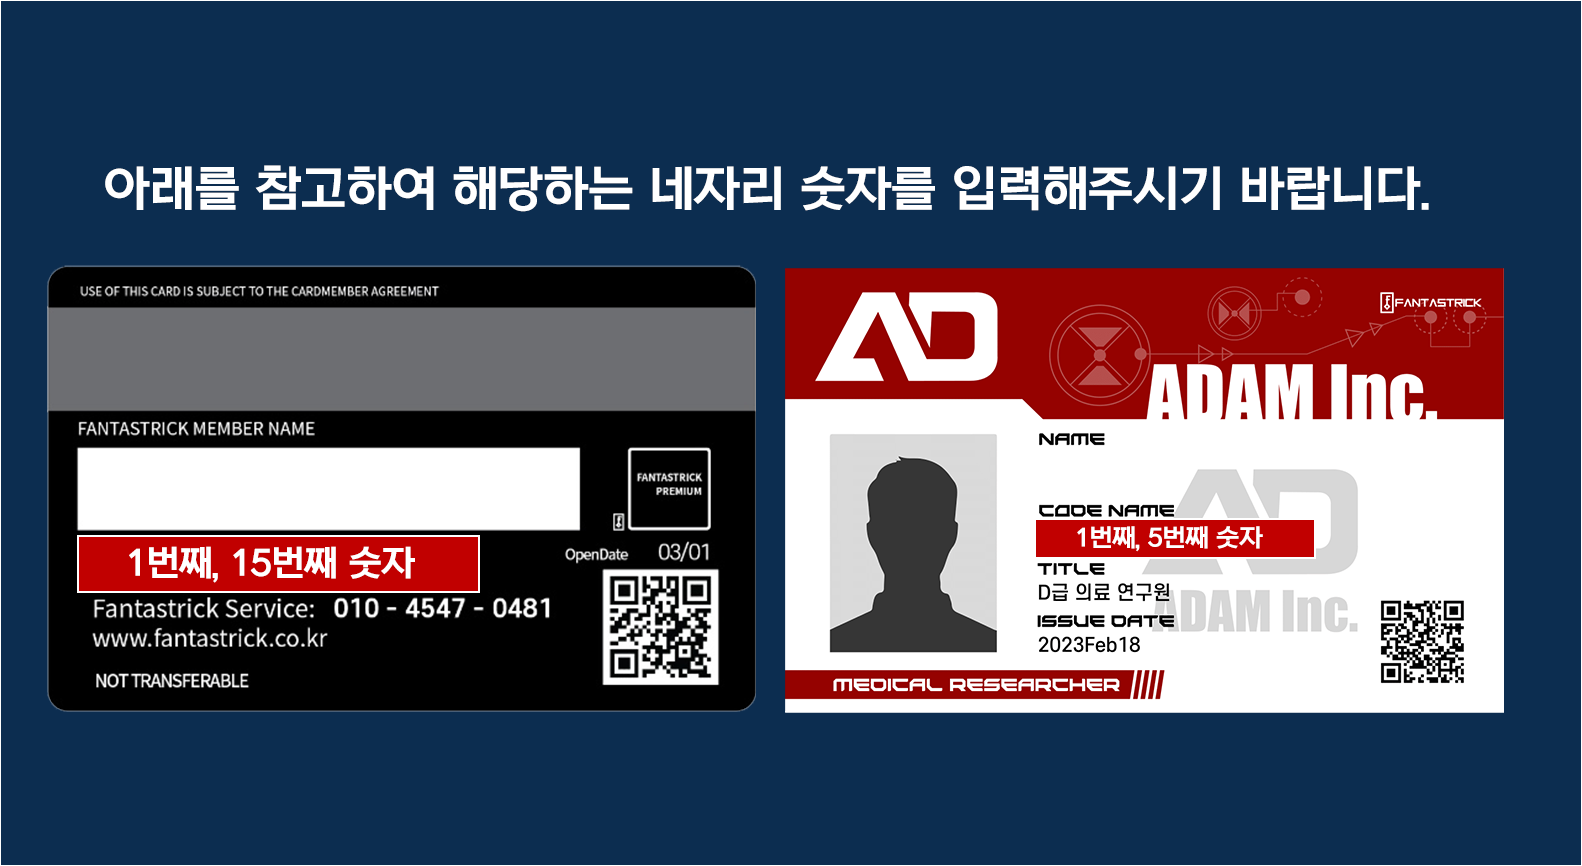 아래를 참고하여 해당하는 네자리 숫자를 입력해주시기 바랍니다.
USE OF THIS CARD IS SUBJECT TO THE CARDMEMBER AGREEMENT
FANTASTRICK MEMBER NAME
FANTASTRICK
PREMIUM
1번째, 15번째 숫자
OpenDate 03/01
Fantastrick Service: 010 - 4547 - 0481
www.fantastrick.co.kr
NOT TRANSFERABLE
AD
FANTASTRICK
ADAM Inc.
NAME
AD
CODE NAME
1번째, 5번째 숫자
TITLE
D급 의료 연구원
ADAM Inc.
ISSUE DATE
2023Feb18
MEDICAL RESEARCHER